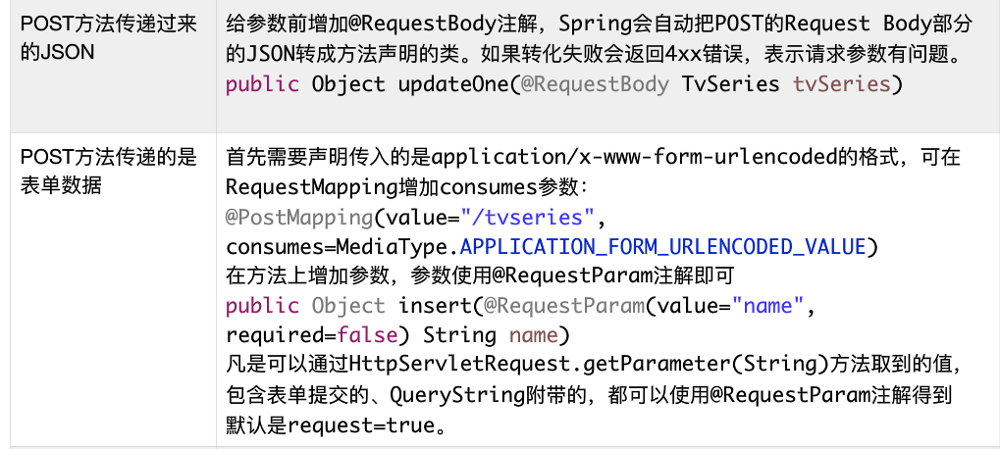 POST方法传递过来
的JSON
给参数前增加@RequestBody注解，Spring会自动把POST的Request Body部分
的JSON转成方法声明的类。如果转化失败会返回4xx错误，表示请求参数有问题。
public Object updateOne(@RequestBody TvSeries tvSeries)
POST方法传递的是
表单数据
首先需要声明传入的是application/x-www-form-urlencoded的格式，可在
RequestMapping增加consumes参数：
@PostMapping(value="/tvseries",
consumes=MediaType.APPLICATION_FORM_URLENCODED_VALUE)
在方法上增加参数，参数使用@RequestParam注解即可
public Object insert(@RequestParam(value="name",
required=false) String name)
凡是可以通过HttpServletRequest.getParameter(String)方法取到的值，
包含表单提交的、QueryString附带的，都可以使用@RequestParam注解得到
默认是request=true。